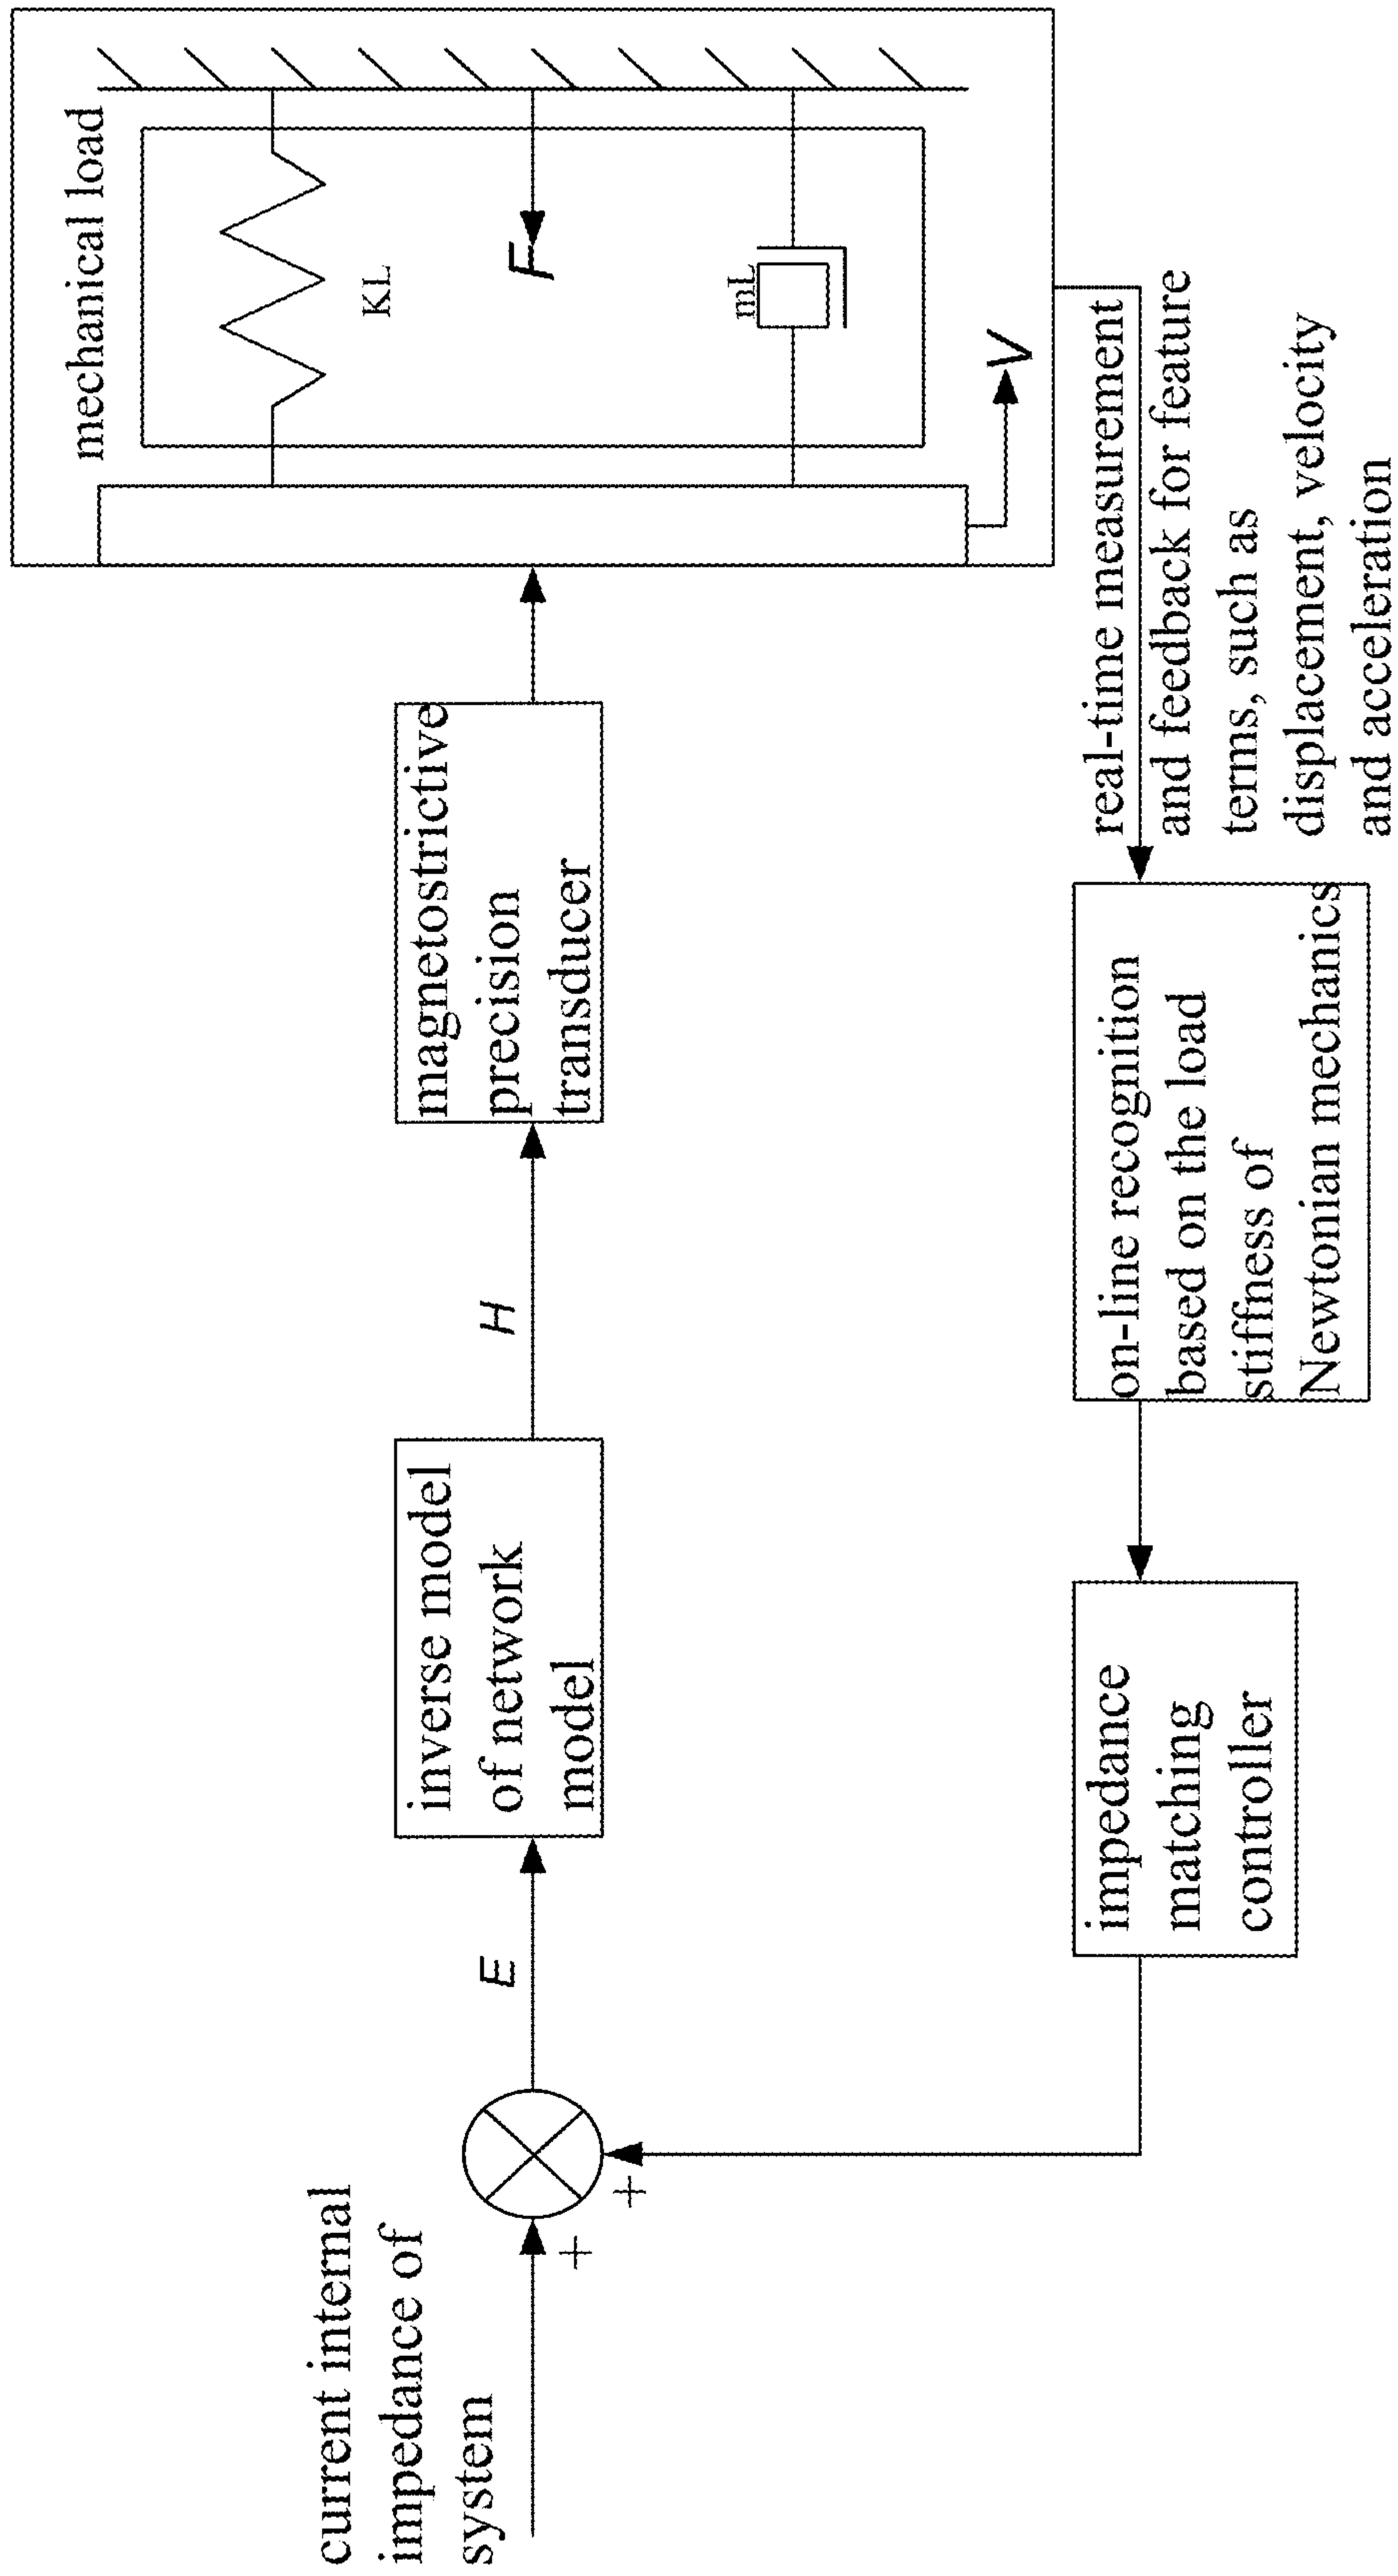 current internal
impedance of
system
+
+
E
inverse model
of network
model
H
magnetostrictive
precision
transducer
mechanical load
KL
F
mL
V
real-time measurement
and feedback for feature
terms, such as
displacement, velocity
and acceleration
on-line recognition
based on the load
stiffness of
Newtonian mechanics
impedance
matching
controller